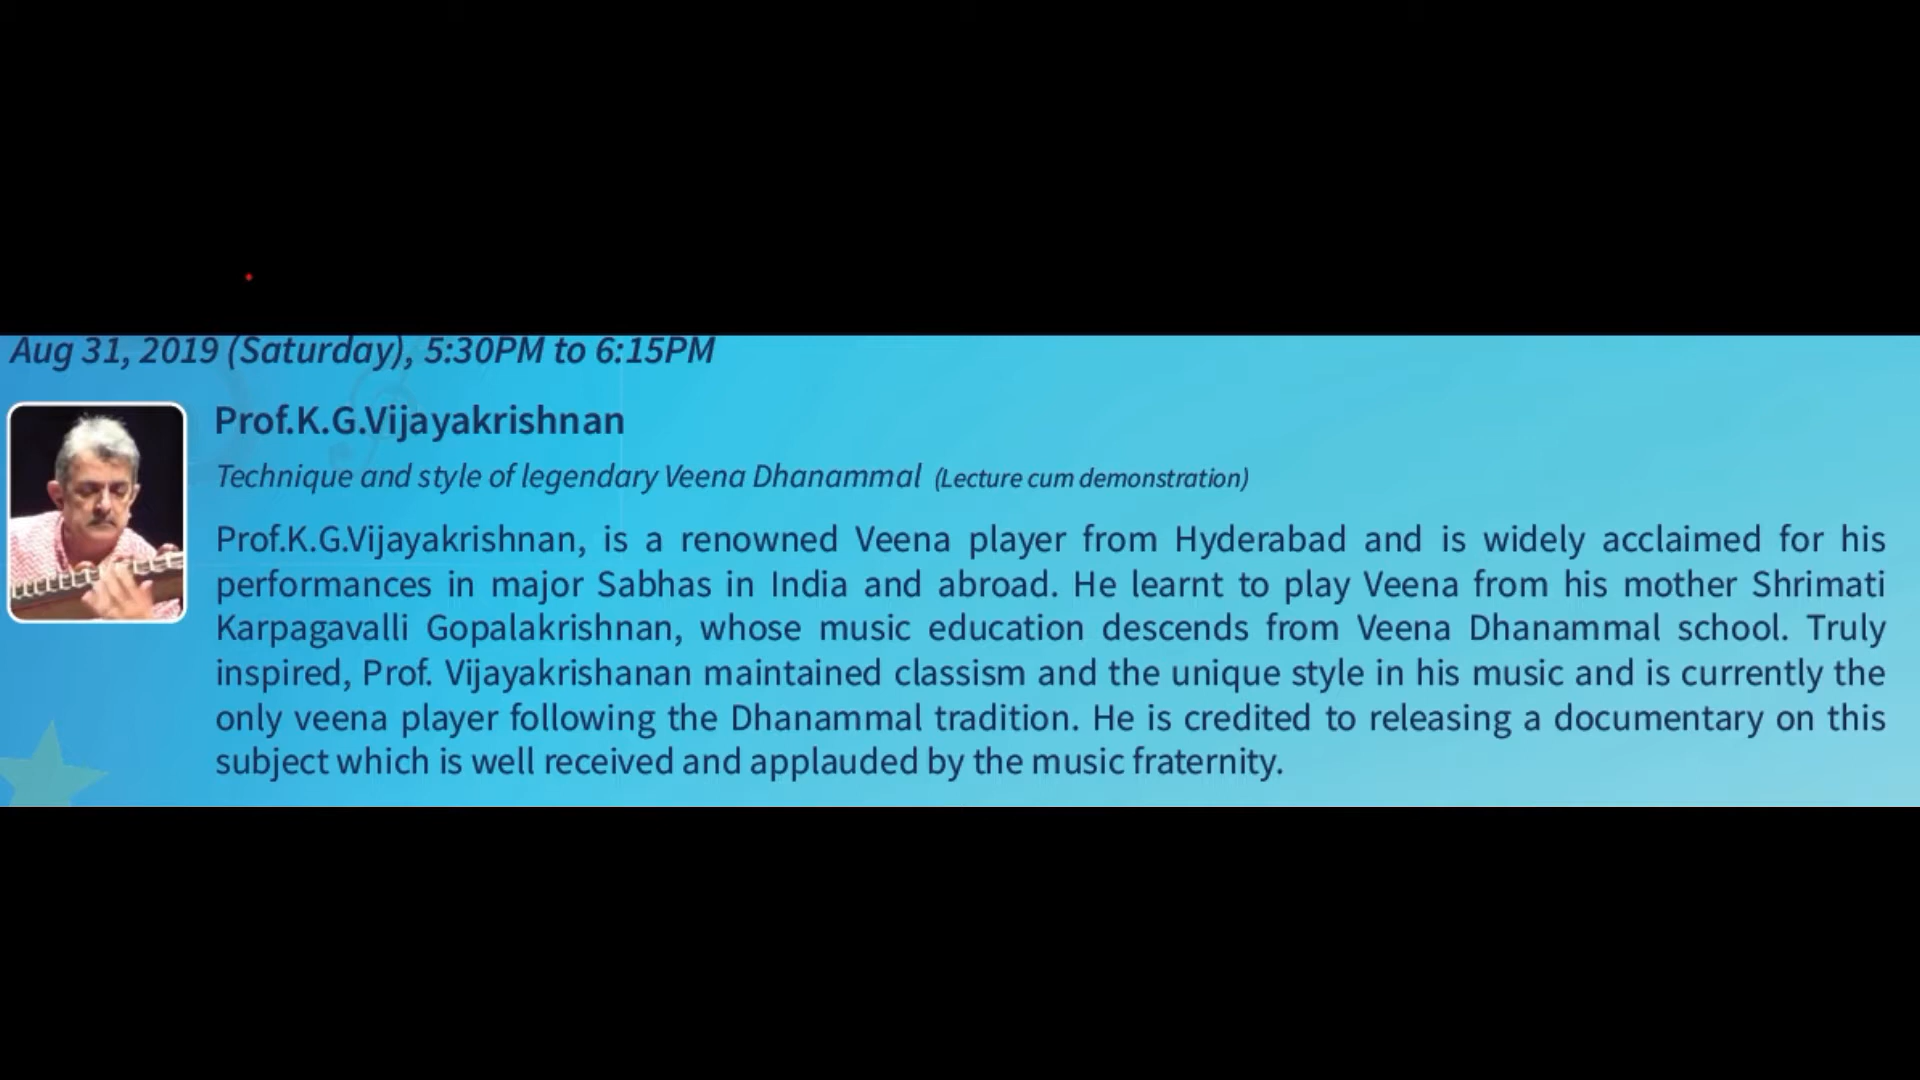 Aug 31, 2019 (Saturday), 5:30PM to 6:15PM
Prof.K.G.Vijayakrishnan
Technique and style of legendary Veena Dhanammal (Lecture cum demonstration)
Prof.K.G.Vijayakrishnan, is a renowned Veena player from Hyderabad and is widely acclaimed for his
performances in major Sabhas in India and abroad. He learnt to play Veena from his mother Shrimati
Karpagavalli Gopalakrishnan, whose music education descends from Veena Dhanammal school. Truly
inspired, Prof. Vijayakrishanan maintained classism and the unique style in his music and is currently the
only veena player following the Dhanammal tradition. He is credited to releasing a documentary on this
subject which is well received and applauded by the music fraternity.